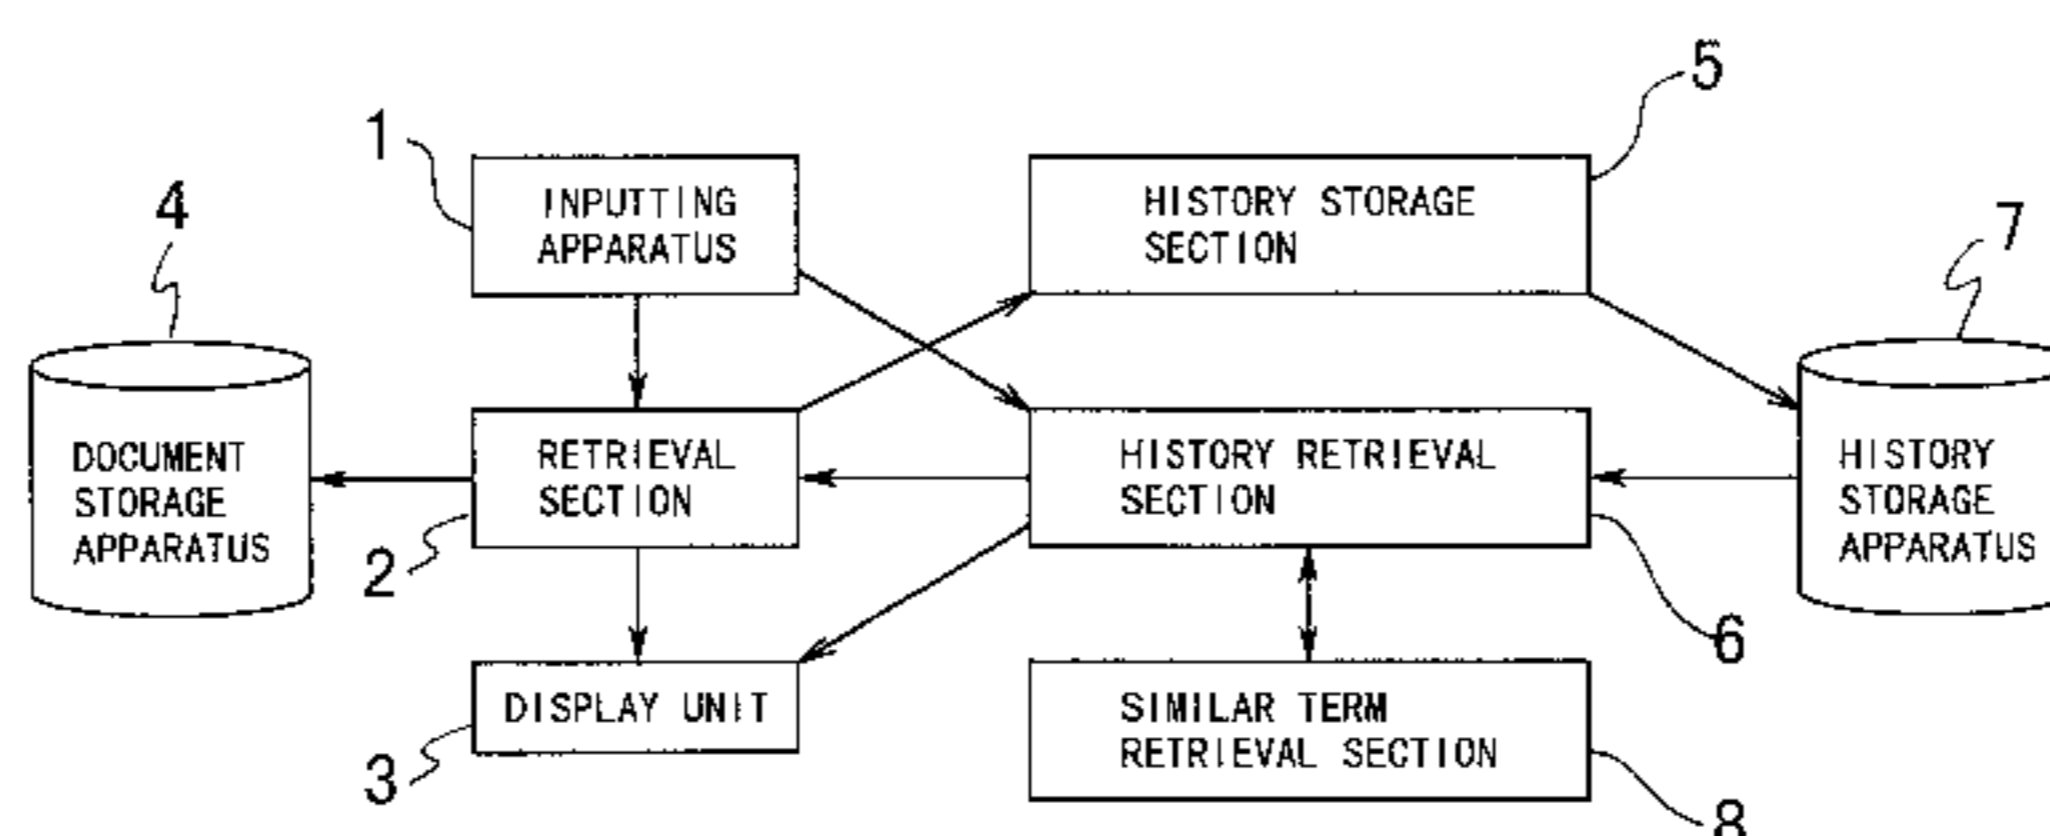 5
1
INPUTTING
APPARATUS
HISTORY STORAGE
SECTION
4
7
DOCUMENT
STORAGE
APPARATUS
RETRIEVAL
SECTION
HISTORY RETRIEVAL
SECTION
HISTORY
STORAGE
APPARATUS
2
6
DISPLAY UNIT
SIMILAR TERM
RETRIEVAL SECTION
3
8